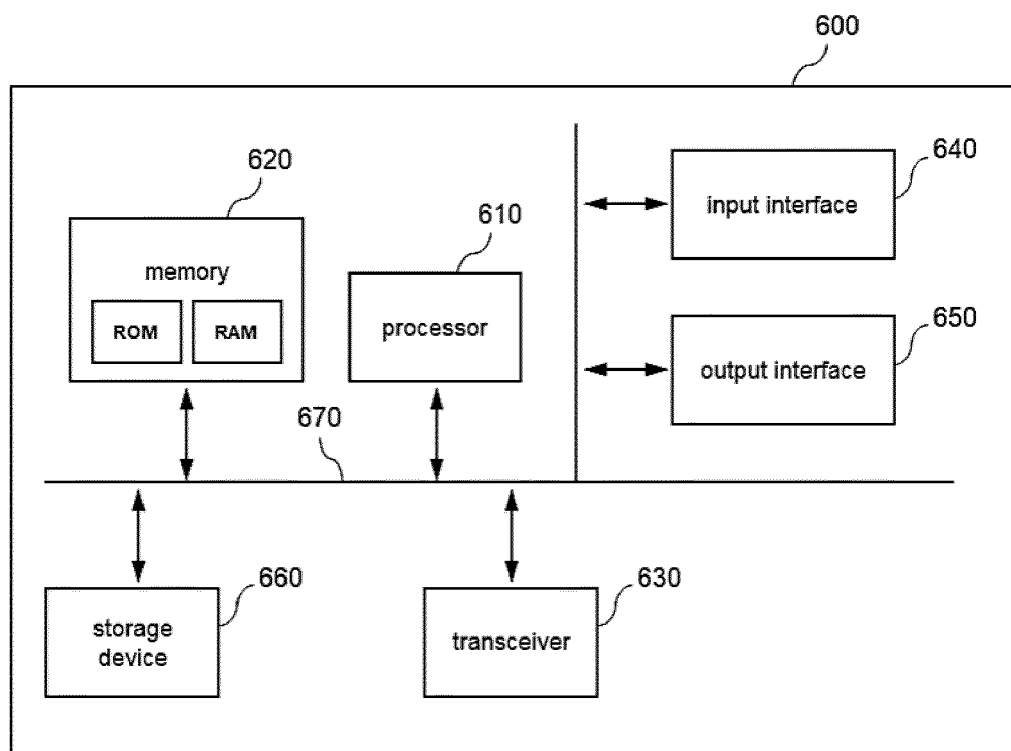 600
620
memory
ROM
RAM
610
processor
640
input interface
650
output interface
670
660
storage
device
630
transceiver